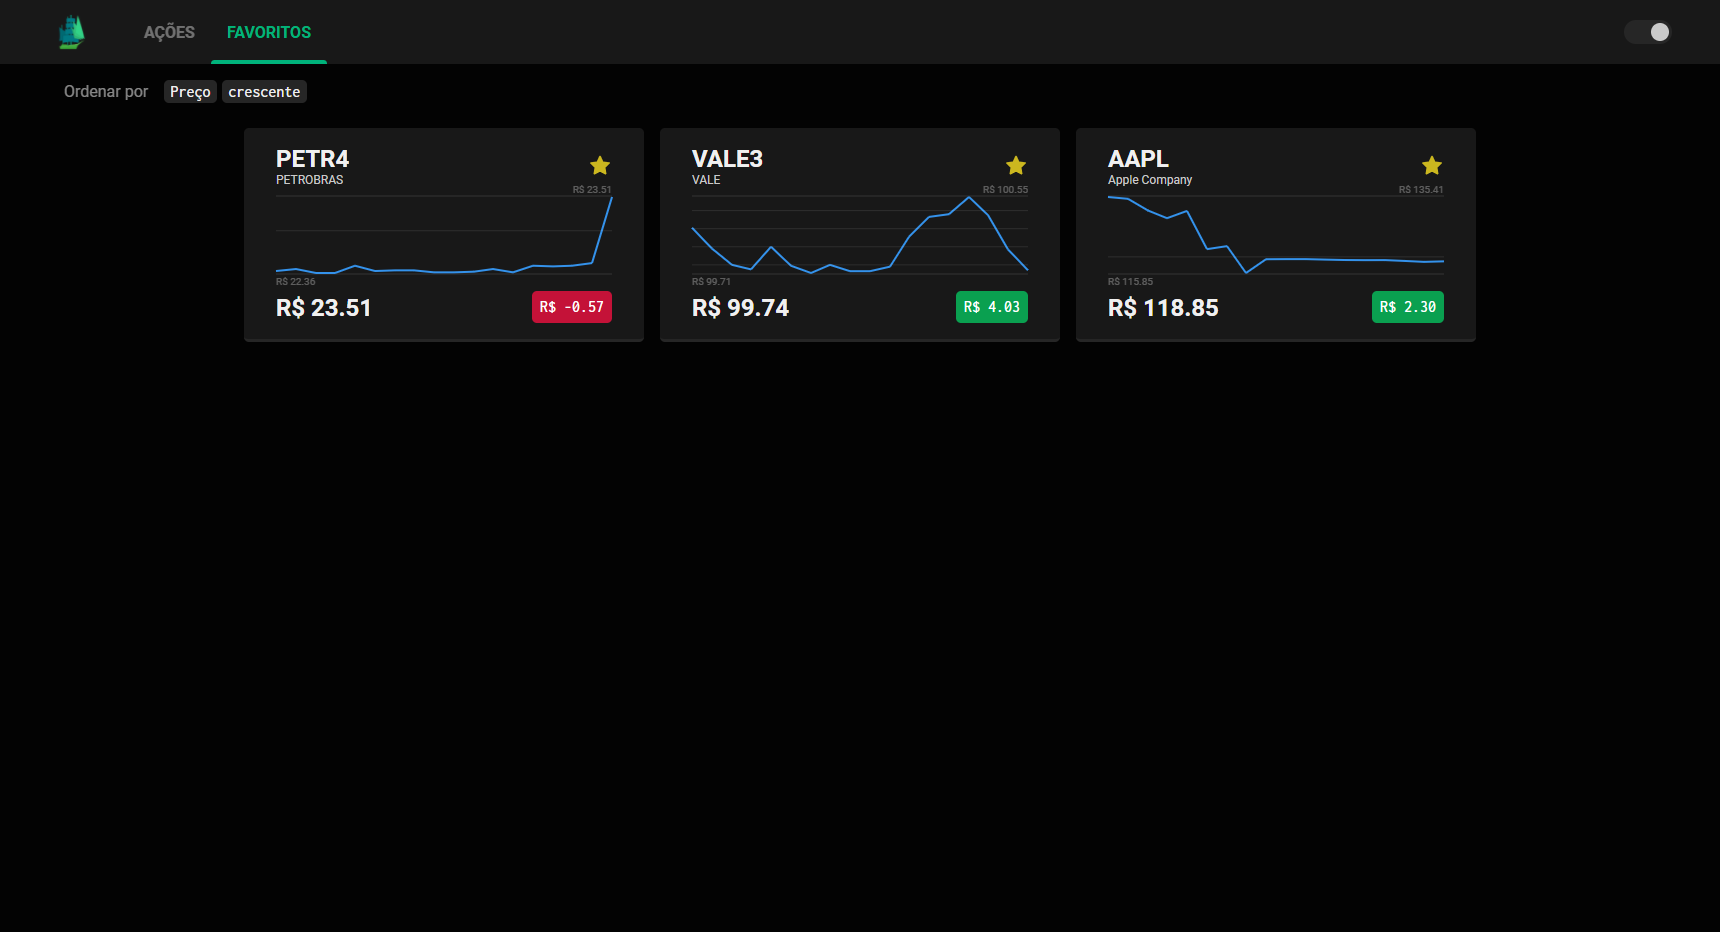 AÇÕES FAVORITOS
Ordenar por Preço crescente
PETR4
PETROBRAS
R$ 23.51
R$ 22.36
R$ 23.51 R$ -0.57
VALE3
VALE
R$ 100.55
R$ 99.71
R$ 99.74 R$ 4.03
AAPL
Apple Company
R$ 135.41
R$ 115.85
R$ 118.85 R$ 2.30